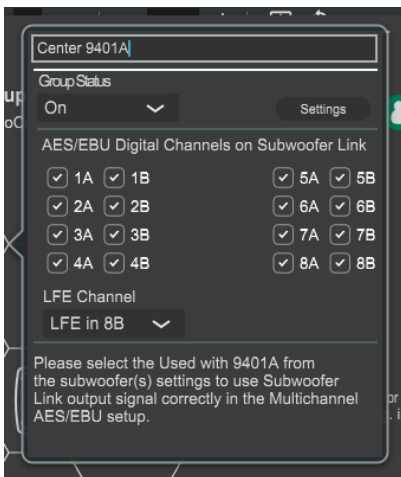 Center 9401A
Group Status
On
Settings
AES/EBU Digital Channels on Subwoofer Link
1A 1B 5A 5B
2A 2B 6A 6B
3A 3B 7A 7B
4A 4B 8A 8B
LFE Channel
LFE in 8B
Please select the Used with 9401A from
the subwoofer(s) settings to use Subwoofer
Link output signal correctly in the Multichannel
AES/EBU setup.